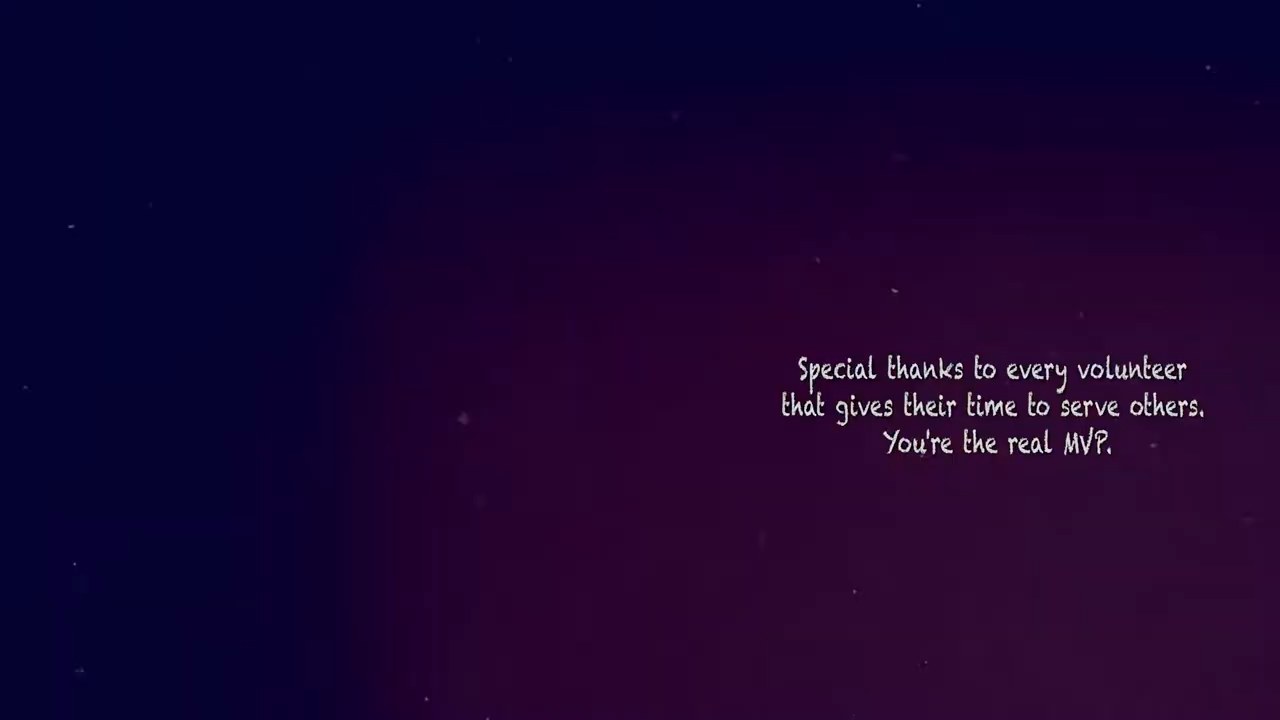 Special thanks to every volunteer
that gives their time to serve others.
You're the real MVP.